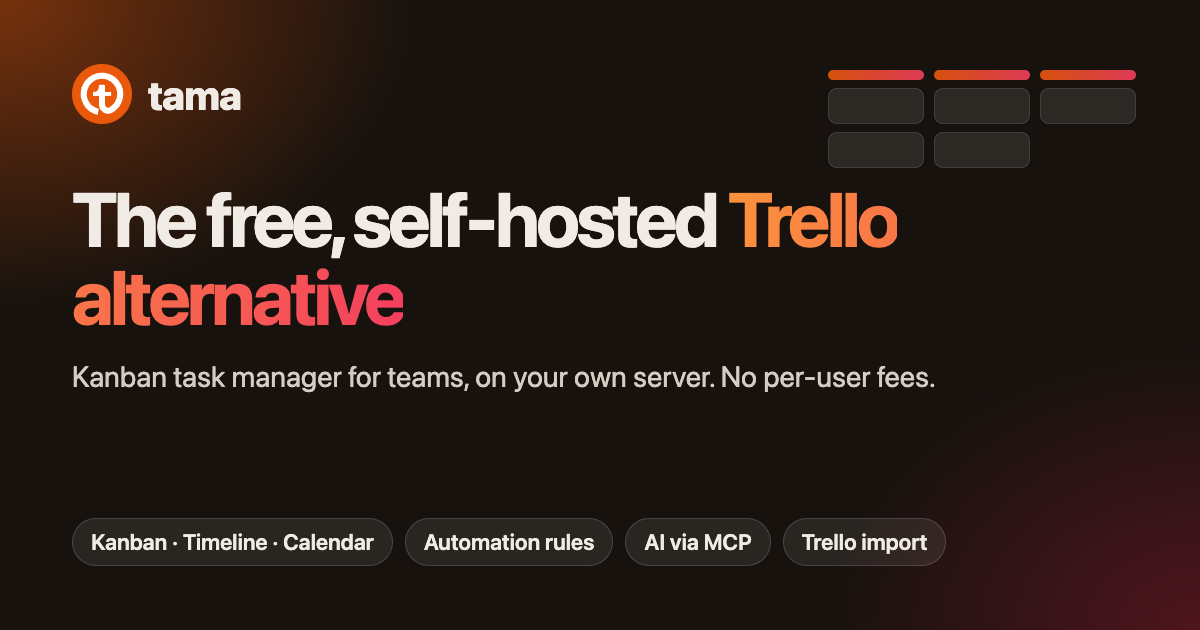 tama
The free, self-hosted Trello
alternative
Kanban task manager for teams, on your own server. No per-user fees.
Kanban · Timeline · Calendar
Automation rules
AI via MCP
Trello import